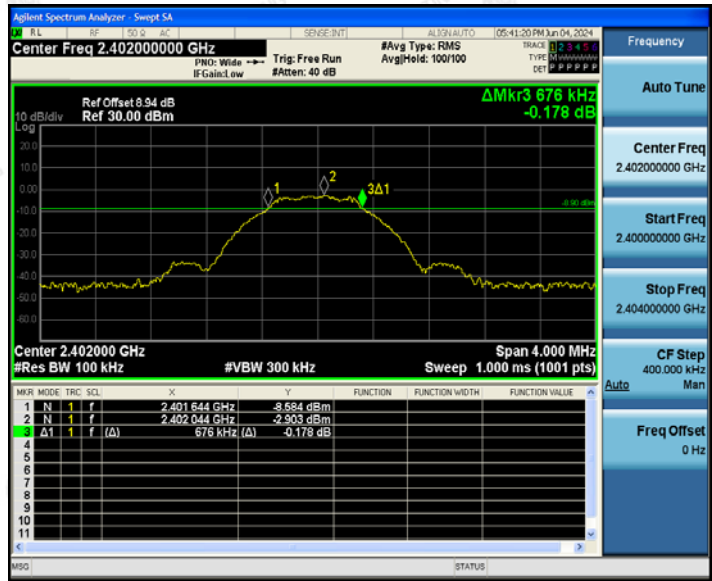 Agilent Spectrum Analyzer - Swept SA
RL RF 50 Ω AC SENSE:INT ALIGN AUTO 05:41:20 PM Jun 04, 2024
Center Freq 2.402000000 GHz
PNO: Wide
IFGain:Low
Trig: Free Run
#Atten: 40 dB
#Avg Type: RMS
Avg|Hold: 100/100
TRACE 1 2 3 4 5 6
TYPE M
DET P P P P P P
ΔMkr3 676 kHz
-0.178 dB
Ref Offset 8.94 dB
10 dB/div Ref 30.00 dBm
Log
20.0
10.0
0.00
-10.0
-20.0
-30.0
-40.0
-50.0
-60.0
1
2
3Δ1
-8.90 dBm
Center 2.402000 GHz Span 4.000 MHz
#Res BW 100 kHz #VBW 300 kHz Sweep 1.000 ms (1001 pts)
MKR MODE TRC SCL X Y FUNCTION FUNCTION WIDTH FUNCTION VALUE
1 N 1 f 2.401 644 GHz -8.584 dBm
2 N 1 f 2.402 044 GHz -2.903 dBm
3 Δ1 1 f (Δ) 676 kHz (Δ) -0.178 dB
4
5
6
7
8
9
10
11
MSG STATUS
Frequency
Auto Tune
Center Freq
2.402000000 GHz
Start Freq
2.400000000 GHz
Stop Freq
2.404000000 GHz
CF Step
400.000 kHz
Auto Man
Freq Offset
0 Hz